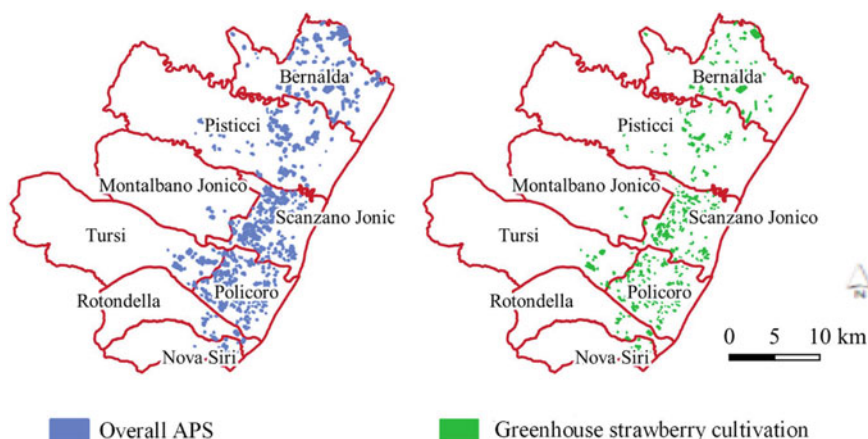 Bernalda
Pisticci
Montalbano Jonico
Scanzano Jonic
Tursi
Policoro
Rotondella
Nova Siri
Overall APS
Bernalda
Pisticci
Montalbano Jonico
Scanzano Jonico
Tursi
Policoro
Rotondella
Nova Siri
N
0 5 10 km
Greenhouse strawberry cultivation